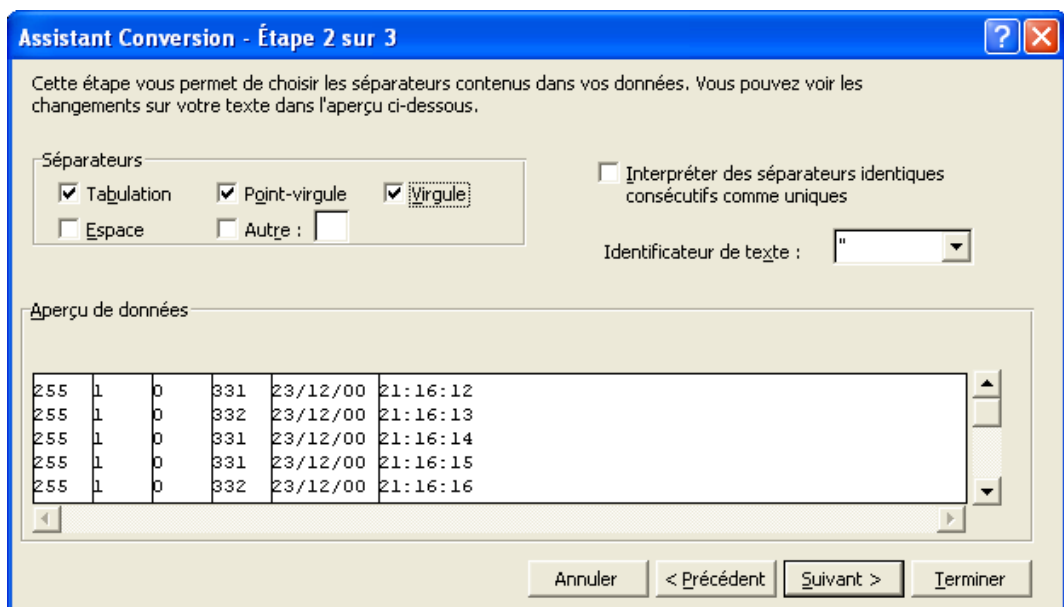 Assistant Conversion - Étape 2 sur 3
Cette étape vous permet de choisir les séparateurs contenus dans vos données. Vous pouvez voir les
changements sur votre texte dans l'aperçu ci-dessous.
Séparateurs
Tabulation Point-virgule Virgule
Espace Autre :
Interpréter des séparateurs identiques
consécutifs comme uniques
Identificateur de texte : "
Aperçu de données
255 1 0 331 23/12/00 21:16:12
255 1 0 332 23/12/00 21:16:13
255 1 0 331 23/12/00 21:16:14
255 1 0 331 23/12/00 21:16:15
255 1 0 332 23/12/00 21:16:16
Annuler < Précédent Suivant > Terminer